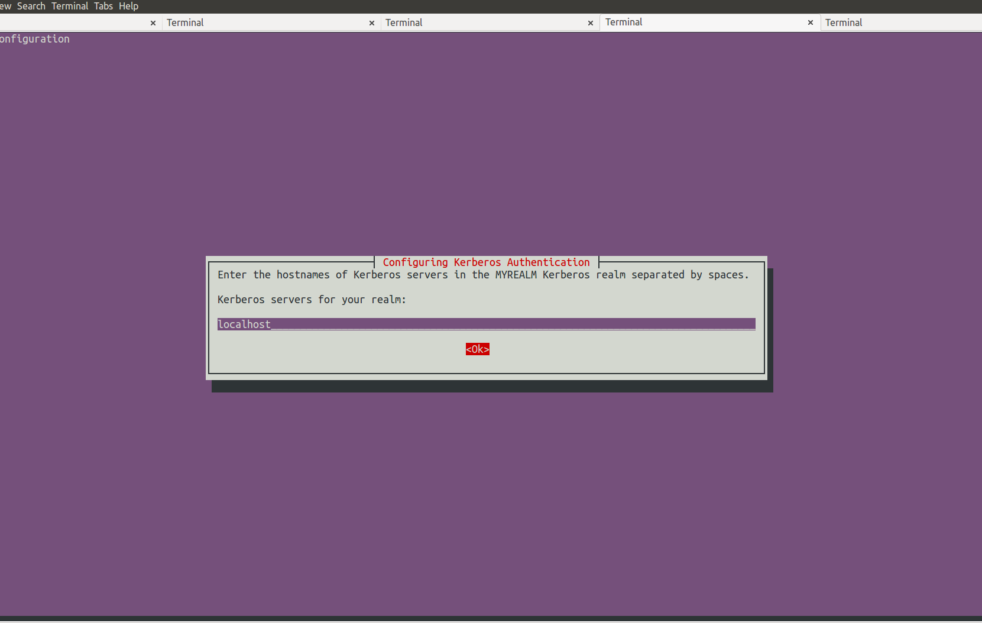 ew Search Terminal Tabs Help
× Terminal × Terminal × Terminal × Terminal
onfiguration
Configuring Kerberos Authentication
Enter the hostnames of Kerberos servers in the MYREALM Kerberos realm separated by spaces.
Kerberos servers for your realm:
localhost
<Ok>